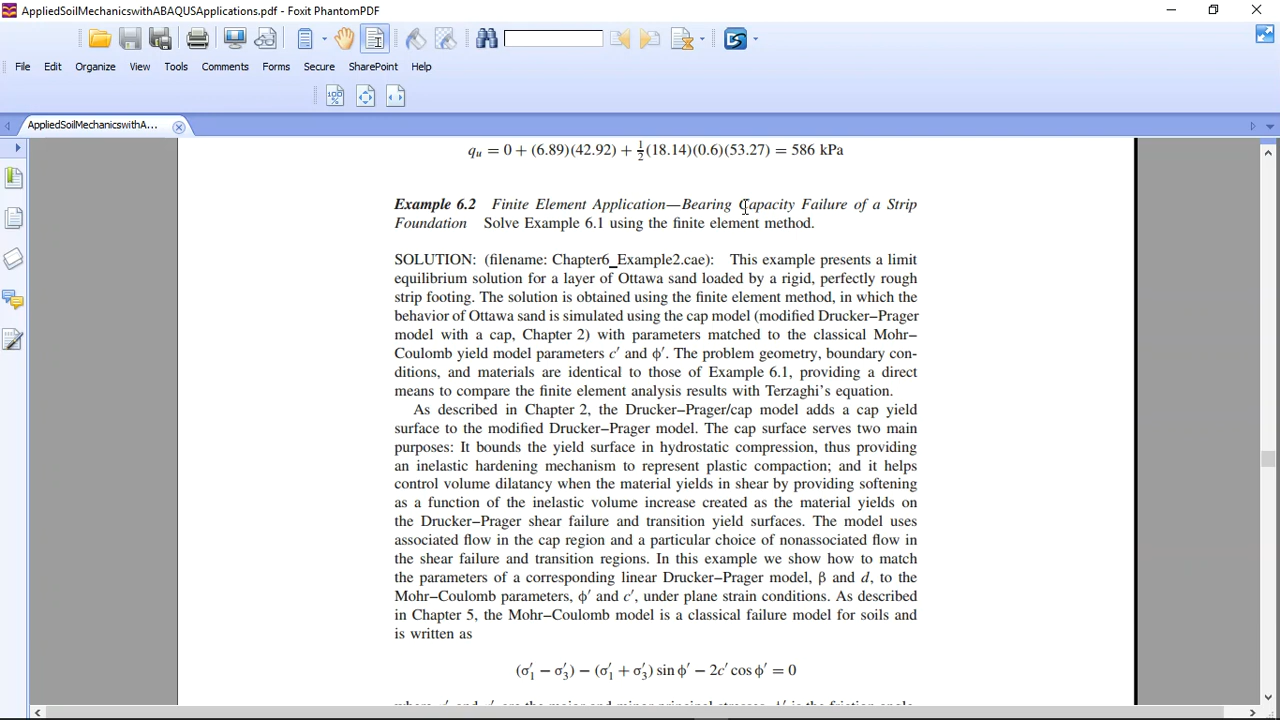 AppliedSoilMechanicswithABAQUSApplications.pdf - Foxit PhantomPDF
File Edit Organize View Tools Comments Forms Secure SharePoint Help
100%
AppliedSoilMechanicswithA...
qᵤ = 0 + (6.89)(42.92) + ½(18.14)(0.6)(53.27) = 586 kPa
Example 6.2 Finite Element Application—Bearing Capacity Failure of a Strip
Foundation Solve Example 6.1 using the finite element method.
SOLUTION: (filename: Chapter6_Example2.cae): This example presents a limit
equilibrium solution for a layer of Ottawa sand loaded by a rigid, perfectly rough
strip footing. The solution is obtained using the finite element method, in which the
behavior of Ottawa sand is simulated using the cap model (modified Drucker–Prager
model with a cap, Chapter 2) with parameters matched to the classical Mohr–
Coulomb yield model parameters c′ and ϕ′. The problem geometry, boundary con-
ditions, and materials are identical to those of Example 6.1, providing a direct
means to compare the finite element analysis results with Terzaghi's equation.
As described in Chapter 2, the Drucker–Prager/cap model adds a cap yield
surface to the modified Drucker–Prager model. The cap surface serves two main
purposes: It bounds the yield surface in hydrostatic compression, thus providing
an inelastic hardening mechanism to represent plastic compaction; and it helps
control volume dilatancy when the material yields in shear by providing softening
as a function of the inelastic volume increase created as the material yields on
the Drucker–Prager shear failure and transition yield surfaces. The model uses
associated flow in the cap region and a particular choice of nonassociated flow in
the shear failure and transition regions. In this example we show how to match
the parameters of a corresponding linear Drucker–Prager model, β and d, to the
Mohr–Coulomb parameters, ϕ′ and c′, under plane strain conditions. As described
in Chapter 5, the Mohr–Coulomb model is a classical failure model for soils and
is written as
(σ′₁ − σ′₃) − (σ′₁ + σ′₃) sin ϕ′ − 2c′ cos ϕ′ = 0